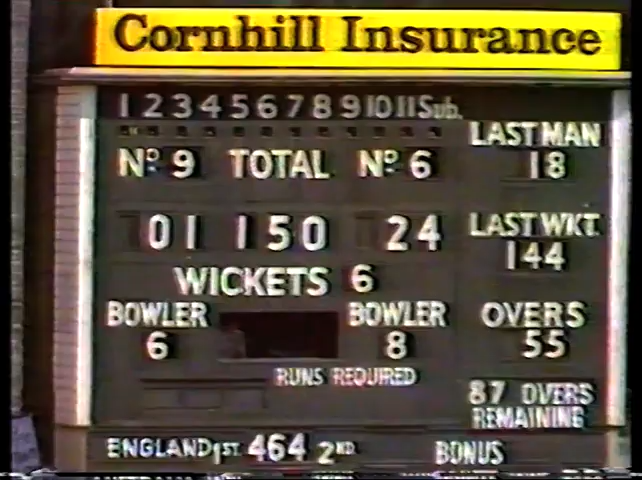 Cornhill Insurance
1 2 3 4 5 6 7 8 9 10 11 Sub.
LAST MAN
18
Nº 9 TOTAL Nº 6
01 150 24
LAST WKT.
144
WICKETS 6
BOWLER
6
BOWLER
8
OVERS
55
RUNS REQUIRED
87 OVERS
REMAINING
ENGLAND 1ST. 464 2ND. BONUS